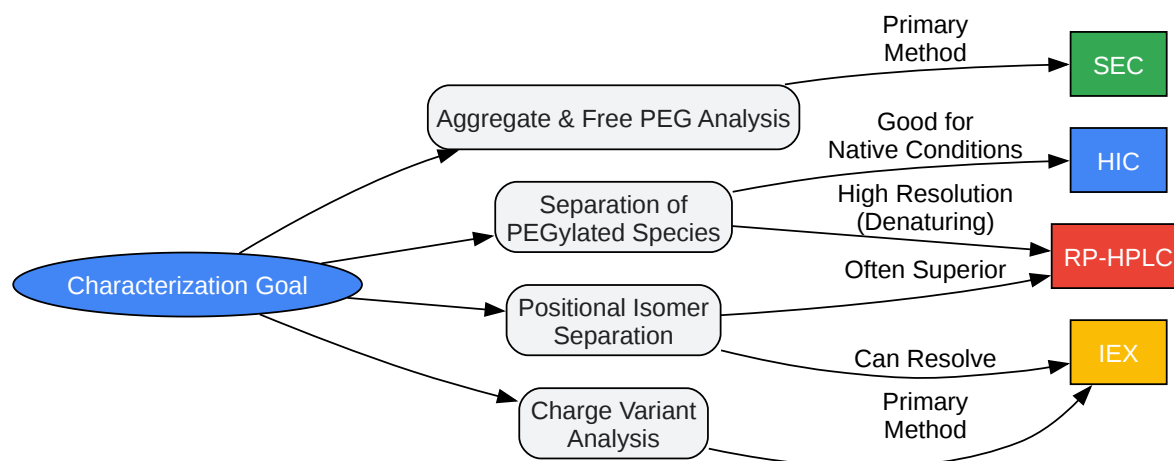 Primary
Method
SEC
Aggregate & Free PEG Analysis
Good for
Native Conditions
HIC
Separation of
PEGylated Species
High Resolution
(Denaturing)
RP-HPLC
Characterization Goal
Often Superior
Positional Isomer
Separation
Can Resolve
IEX
Charge Variant
Analysis
Primary
Method